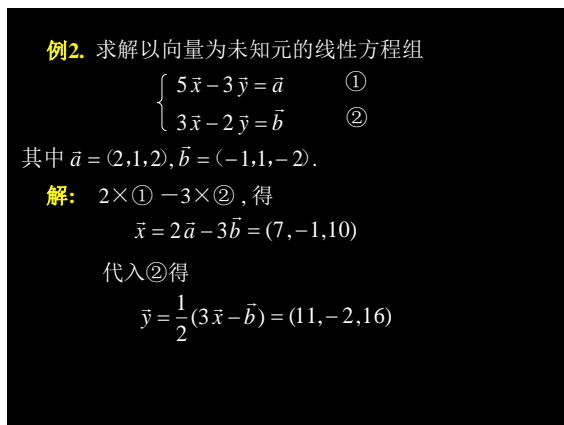 例2. 求解以向量为未知元的线性方程组
5x⃗ − 3y⃗ = a⃗ ①
3x⃗ − 2y⃗ = b⃗ ②
其中 a⃗ = (2,1,2), b⃗ = (−1,1,−2).
解: 2×① −3×② , 得
x⃗ = 2a⃗ − 3b⃗ = (7,−1,10)
代入②得
y⃗ = 1/2 (3x⃗ − b⃗) = (11,−2,16)